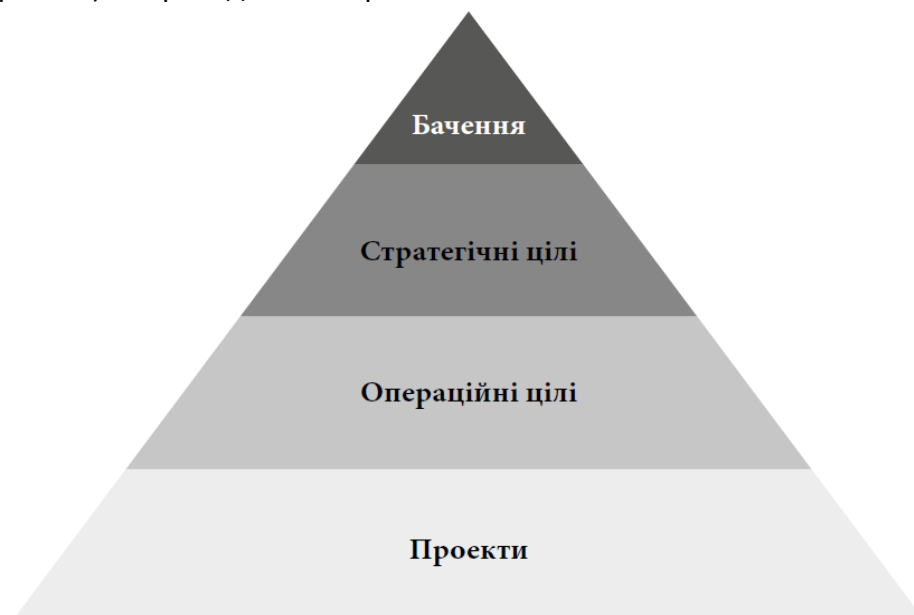 Бачення
Стратегічні цілі
Операційні цілі
Проекти